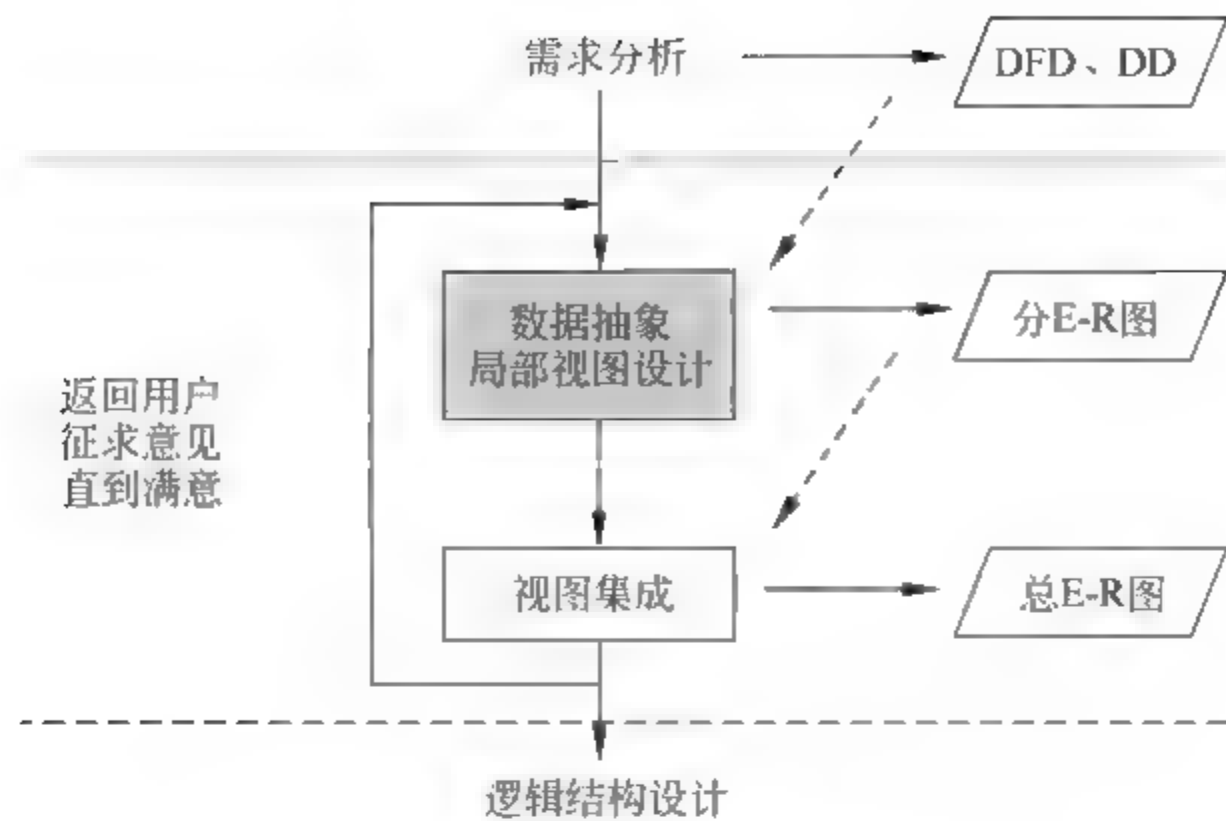 需求分析
DFD、DD
数据抽象
局部视图设计
分E-R图
返回用户
征求意见
直到满意
视图集成
总E-R图
逻辑结构设计